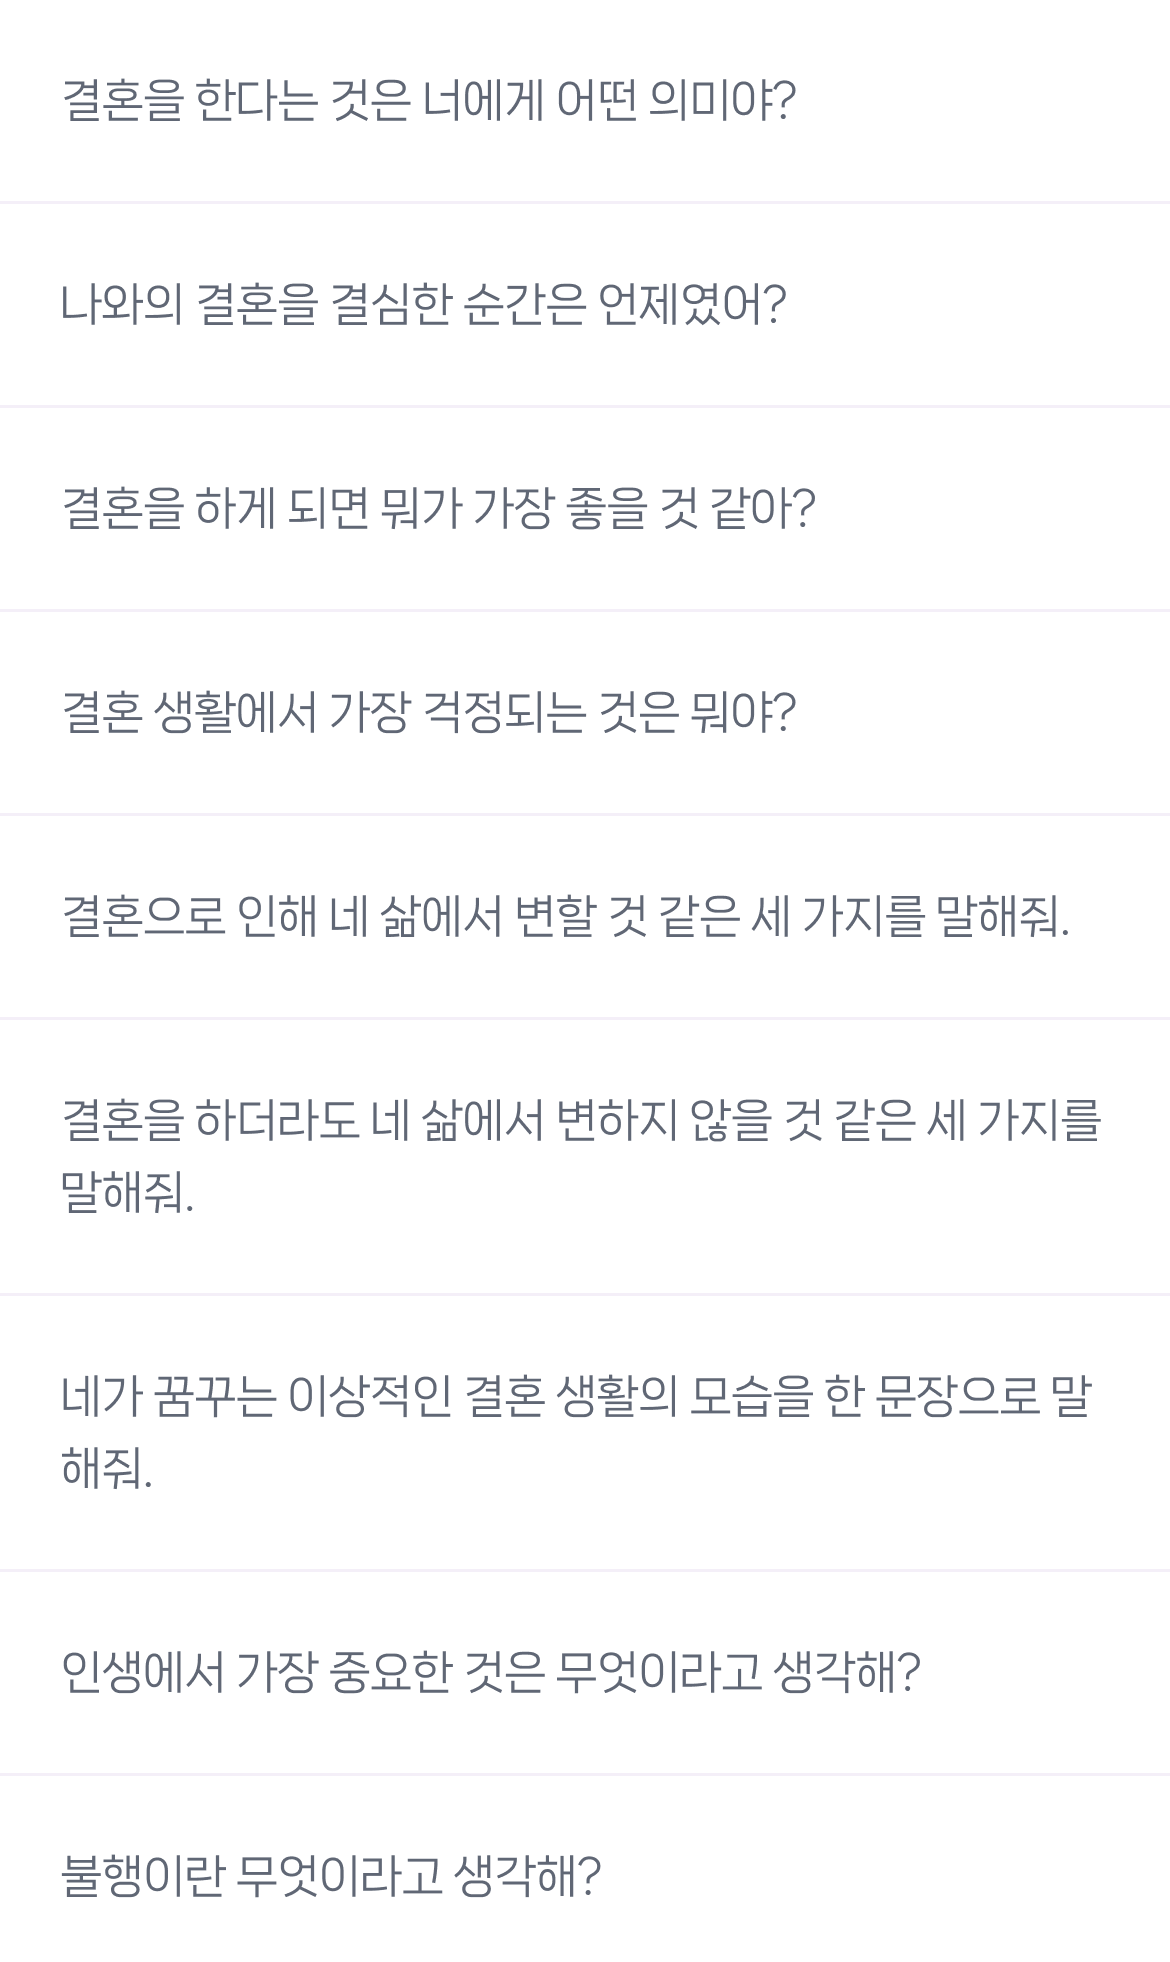 결혼을 한다는 것은 너에게 어떤 의미야?
나와의 결혼을 결심한 순간은 언제였어?
결혼을 하게 되면 뭐가 가장 좋을 것 같아?
결혼 생활에서 가장 걱정되는 것은 뭐야?
결혼으로 인해 네 삶에서 변할 것 같은 세 가지를 말해줘.
결혼을 하더라도 네 삶에서 변하지 않을 것 같은 세 가지를
말해줘.
네가 꿈꾸는 이상적인 결혼 생활의 모습을 한 문장으로 말
해줘.
인생에서 가장 중요한 것은 무엇이라고 생각해?
불행이란 무엇이라고 생각해?